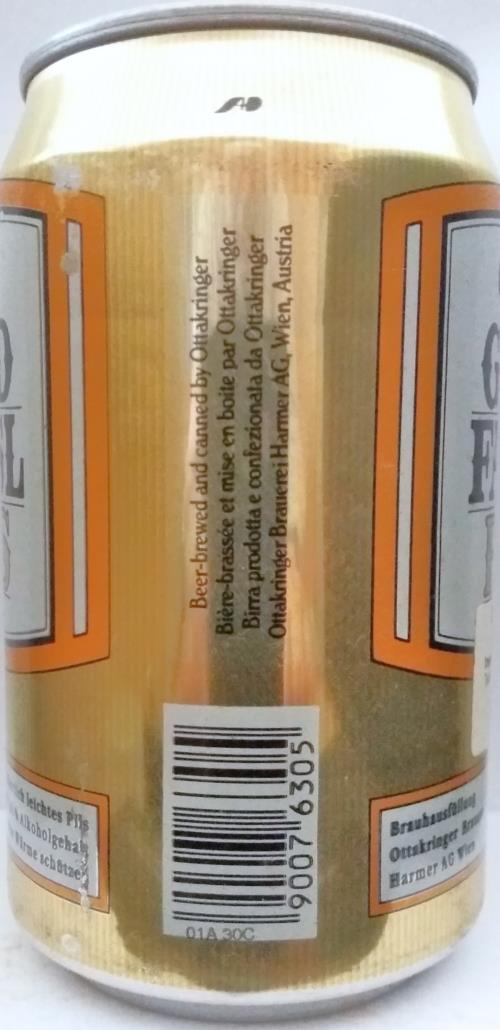 Beer-brewed and canned by Ottakringer
Bière-brassée et mise en boite par Ottakringer
Birra prodotta e confezionata da Ottakringer
Ottakringer Brauerei Harmer AG, Wien, Austria
9007 6305
01A 30C
leichtes Pils
Alkoholgehalt
Wärme schützen
Brauhausfüllung
Ottakringer
Harmer AG Wien